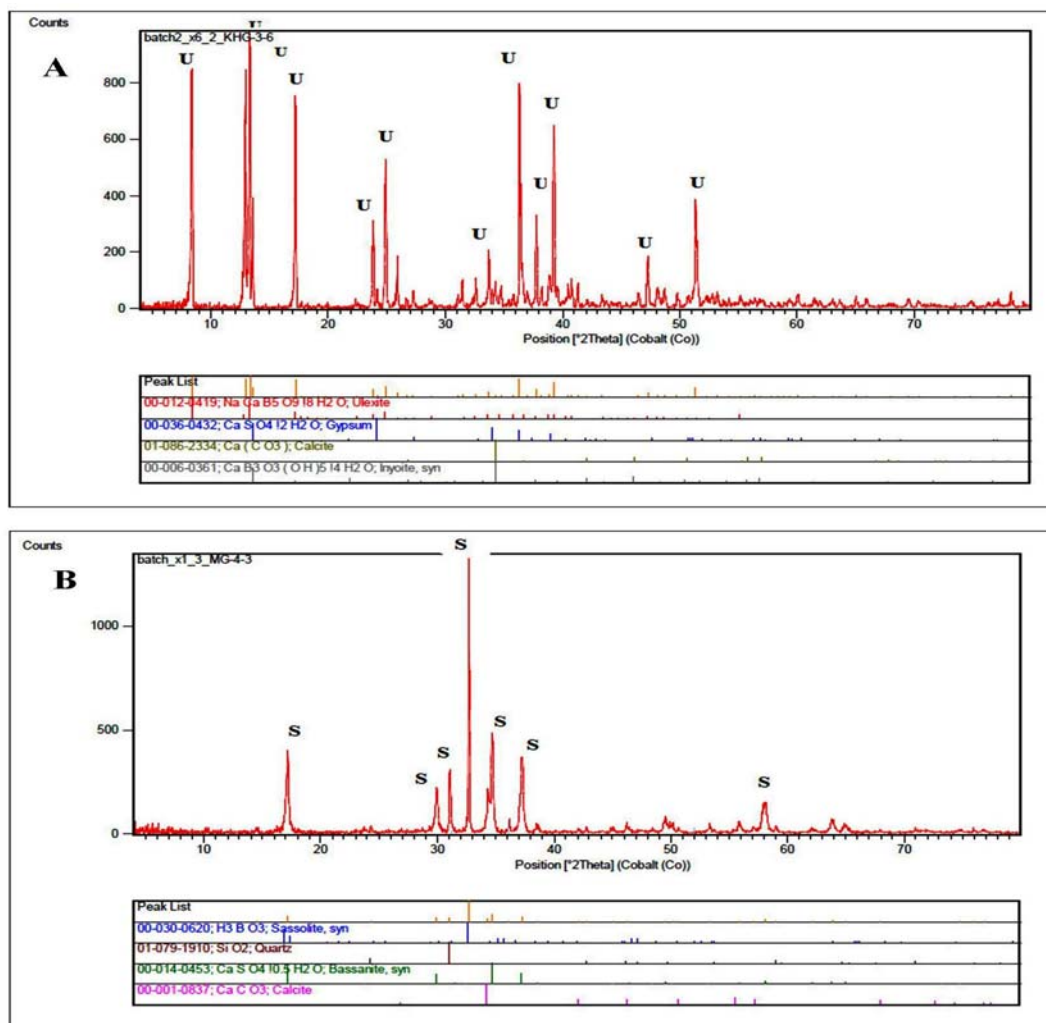 Counts
batch2_x6_2_KHG-3-6
A
U
U
U
U
U
U
U
U
U
U
U
U
800
600
400
200
0
10
20
30
40
50
60
70
Position [°2Theta] (Cobalt (Co))
Peak List
00-012-0419; Na Ca B5 O9 !8 H2 O; Ulexite
00-036-0432; Ca S O4 !2 H2 O; Gypsum
01-086-2334; Ca ( C O3 ); Calcite
00-006-0361; Ca B3 O3 ( O H )5 !4 H2 O; Inyoite, syn
Counts
batch_x1_3_MG-4-3
B
S
S
S
S
S
S
S
1000
500
0
10
20
30
40
50
60
70
Position [°2Theta] (Cobalt (Co))
Peak List
00-030-0620; H3 B O3; Sassolite, syn
01-079-1910; Si O2; Quartz
00-014-0453; Ca S O4 !0.5 H2 O; Bassanite, syn
00-001-0837; Ca C O3; Calcite